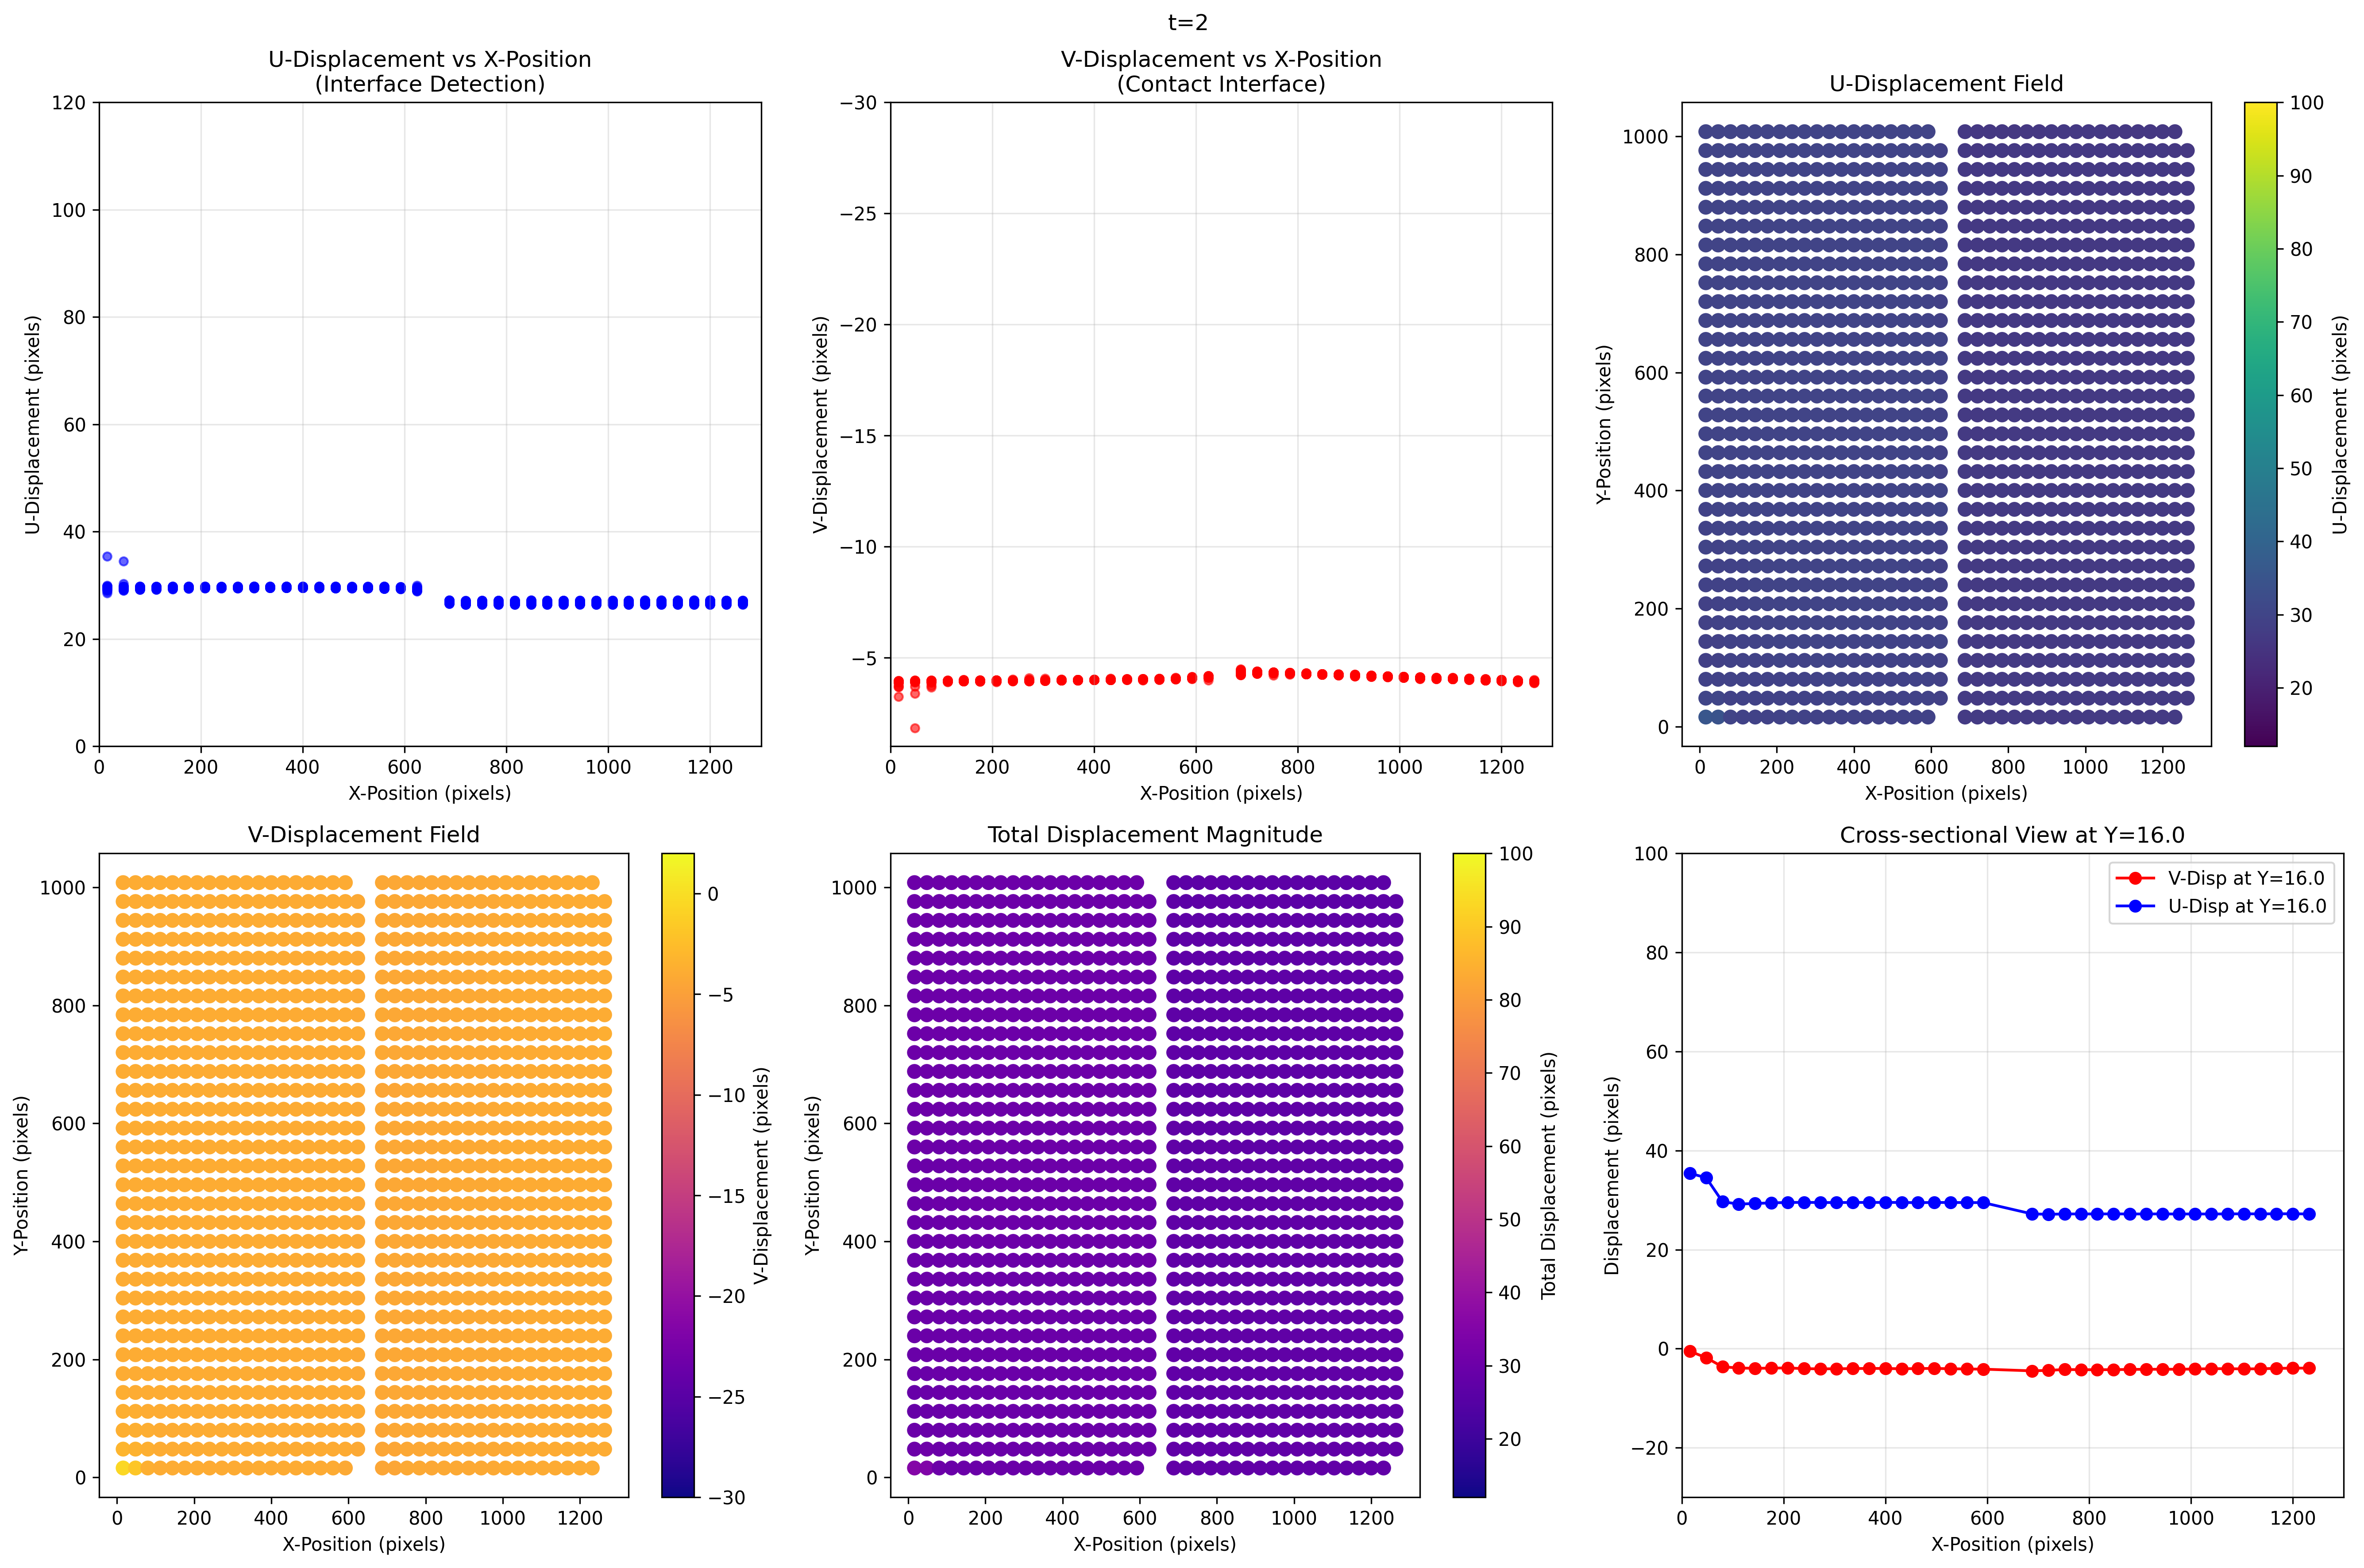 t=2
U-Displacement vs X-Position
(Interface Detection)
120
100
80
60
40
20
0
U-Displacement (pixels)
0 200 400 600 800 1000 1200
X-Position (pixels)
V-Displacement vs X-Position
(Contact Interface)
−30
−25
−20
−15
−10
−5
V-Displacement (pixels)
0 200 400 600 800 1000 1200
X-Position (pixels)
U-Displacement Field
1000
800
600
400
200
0
Y-Position (pixels)
0 200 400 600 800 1000 1200
X-Position (pixels)
100
90
80
70
60
50
40
30
20
U-Displacement (pixels)
V-Displacement Field
1000
800
600
400
200
0
Y-Position (pixels)
0 200 400 600 800 1000 1200
X-Position (pixels)
0
−5
−10
−15
−20
−25
−30
V-Displacement (pixels)
Total Displacement Magnitude
1000
800
600
400
200
0
Y-Position (pixels)
0 200 400 600 800 1000 1200
X-Position (pixels)
100
90
80
70
60
50
40
30
20
Total Displacement (pixels)
Cross-sectional View at Y=16.0
V-Disp at Y=16.0
U-Disp at Y=16.0
100
80
60
40
20
0
−20
Displacement (pixels)
0 200 400 600 800 1000 1200
X-Position (pixels)